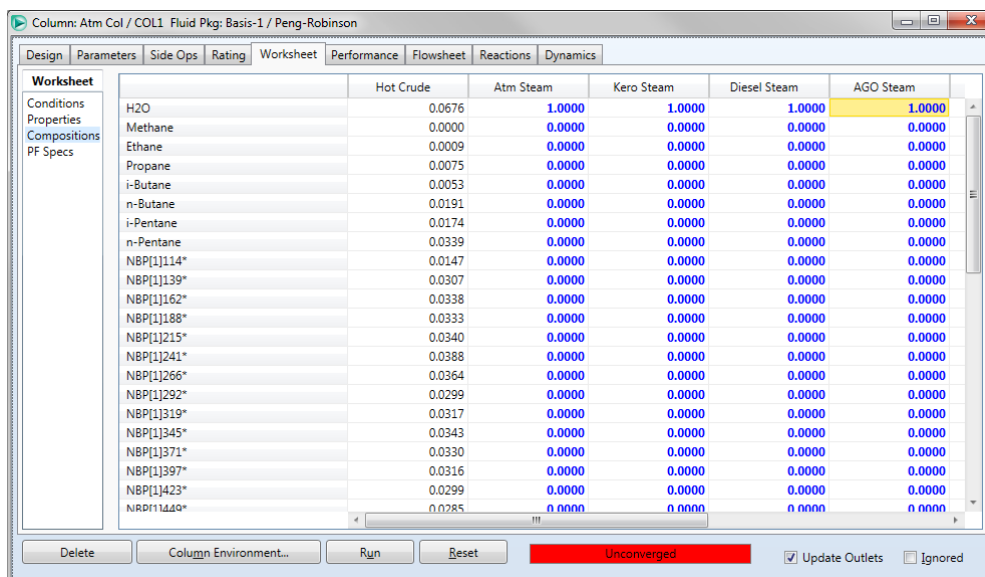 Column: Atm Col / COL1 Fluid Pkg: Basis-1 / Peng-Robinson
Design Parameters Side Ops Rating Worksheet Performance Flowsheet Reactions Dynamics
Worksheet
Conditions
Properties
Compositions
PF Specs
Hot Crude Atm Steam Kero Steam Diesel Steam AGO Steam
H2O 0.0676 1.0000 1.0000 1.0000 1.0000
Methane 0.0000 0.0000 0.0000 0.0000 0.0000
Ethane 0.0009 0.0000 0.0000 0.0000 0.0000
Propane 0.0075 0.0000 0.0000 0.0000 0.0000
i-Butane 0.0053 0.0000 0.0000 0.0000 0.0000
n-Butane 0.0191 0.0000 0.0000 0.0000 0.0000
i-Pentane 0.0174 0.0000 0.0000 0.0000 0.0000
n-Pentane 0.0339 0.0000 0.0000 0.0000 0.0000
NBP[1]114* 0.0147 0.0000 0.0000 0.0000 0.0000
NBP[1]139* 0.0307 0.0000 0.0000 0.0000 0.0000
NBP[1]162* 0.0338 0.0000 0.0000 0.0000 0.0000
NBP[1]188* 0.0333 0.0000 0.0000 0.0000 0.0000
NBP[1]215* 0.0340 0.0000 0.0000 0.0000 0.0000
NBP[1]241* 0.0388 0.0000 0.0000 0.0000 0.0000
NBP[1]266* 0.0364 0.0000 0.0000 0.0000 0.0000
NBP[1]292* 0.0299 0.0000 0.0000 0.0000 0.0000
NBP[1]319* 0.0317 0.0000 0.0000 0.0000 0.0000
NBP[1]345* 0.0343 0.0000 0.0000 0.0000 0.0000
NBP[1]371* 0.0330 0.0000 0.0000 0.0000 0.0000
NBP[1]397* 0.0316 0.0000 0.0000 0.0000 0.0000
NBP[1]423* 0.0299 0.0000 0.0000 0.0000 0.0000
NBP[1]449* 0.0285 0.0000 0.0000 0.0000 0.0000
Delete Column Environment... Run Reset Unconverged Update Outlets Ignored